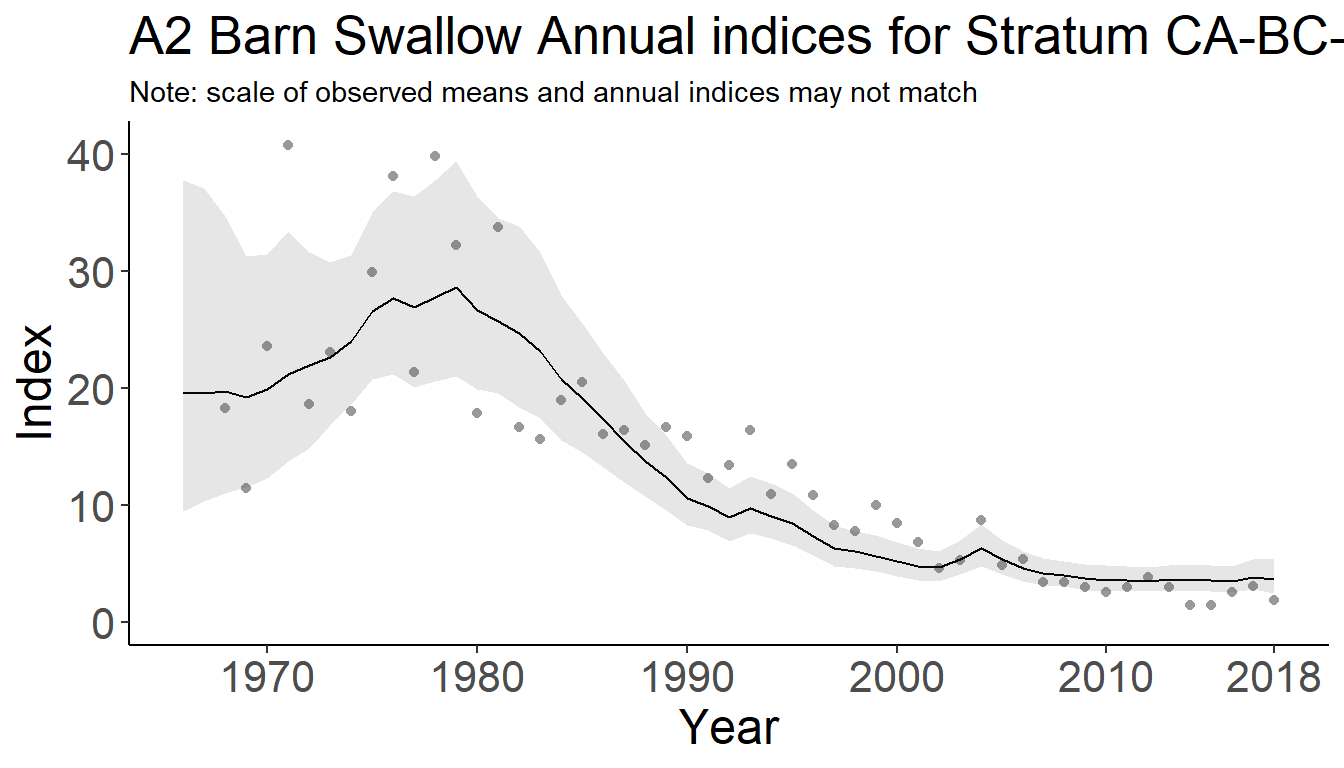 A2 Barn Swallow Annual indices for Stratum CA-BC-
Note: scale of observed means and annual indices may not match
40
30
20
10
0
Index
1970 1980 1990 2000 2010 2018
Year